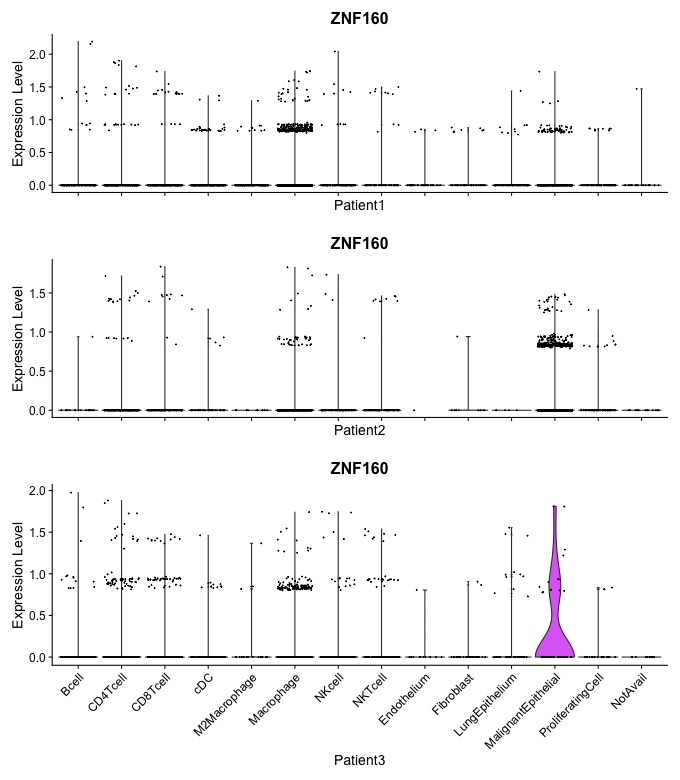 ZNF160
Expression Level
2.0
1.5
1.0
0.5
0.0
Patient1
ZNF160
Expression Level
1.5
1.0
0.5
0.0
Patient2
ZNF160
Expression Level
2.0
1.5
1.0
0.5
0.0
Bcell
CD4Tcell
CD8Tcell
cDC
M2Macrophage
Macrophage
NKcell
NKTcell
Endothelium
Fibroblast
LungEpithelium
MalignantEpithelial
ProliferatingCell
NotAvail
Patient3